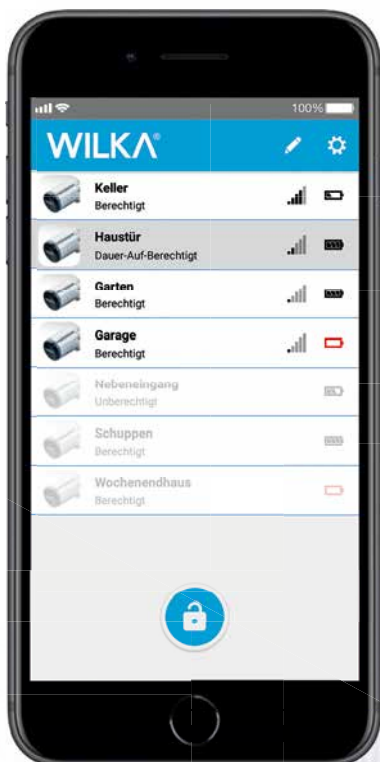 100%
WILKA®
Keller
Berechtigt
Haustür
Dauer-Auf-Berechtigt
Garten
Berechtigt
Garage
Berechtigt
Nebeneingang
Unberechtigt
Schuppen
Berechtigt
Wochenendhaus
Berechtigt